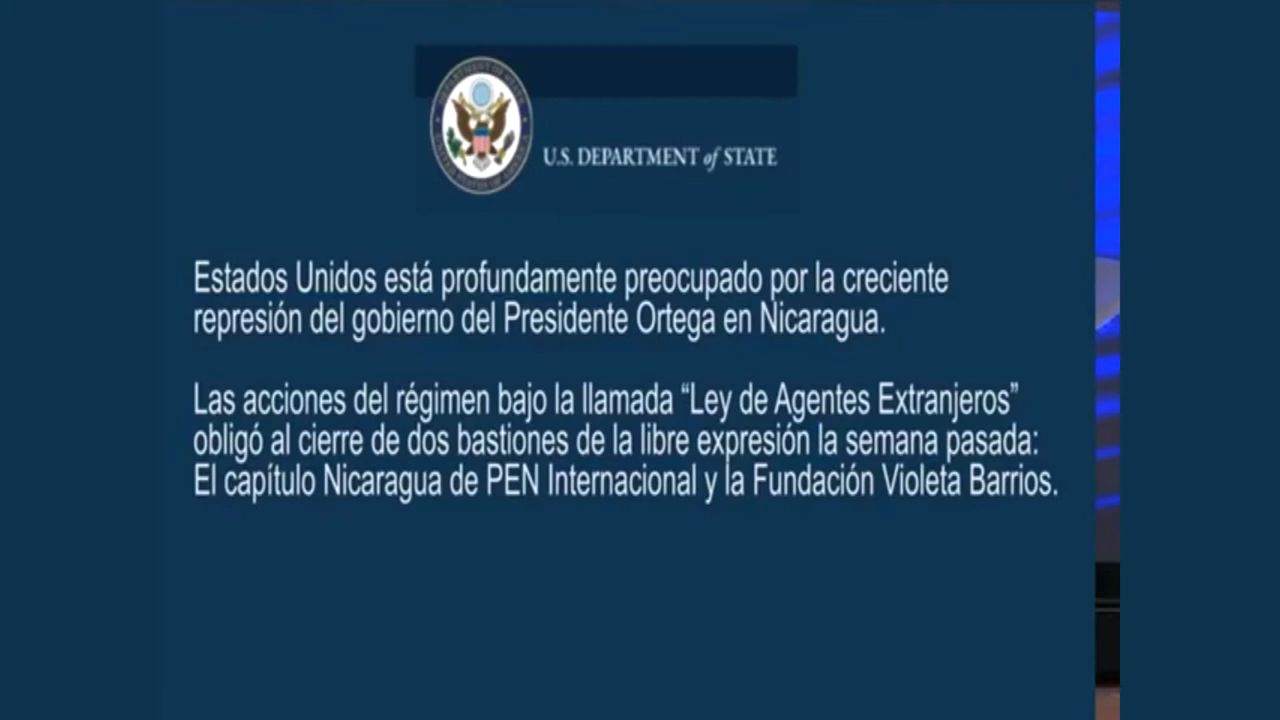 U.S. DEPARTMENT of STATE
Estados Unidos está profundamente preocupado por la creciente
represión del gobierno del Presidente Ortega en Nicaragua.
Las acciones del régimen bajo la llamada “Ley de Agentes Extranjeros”
obligó al cierre de dos bastiones de la libre expresión la semana pasada:
El capítulo Nicaragua de PEN Internacional y la Fundación Violeta Barrios.